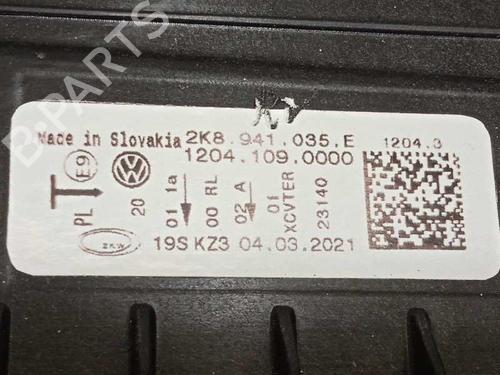 Made in Slovakia 2K8.941.035.E 1204.3
1204.109.0000
E9
T
PL
20
01 1a
00 RL
02 A
01
XCVTER
23140
ZKW
19S KZ3 04.03.2021
B-PARTS